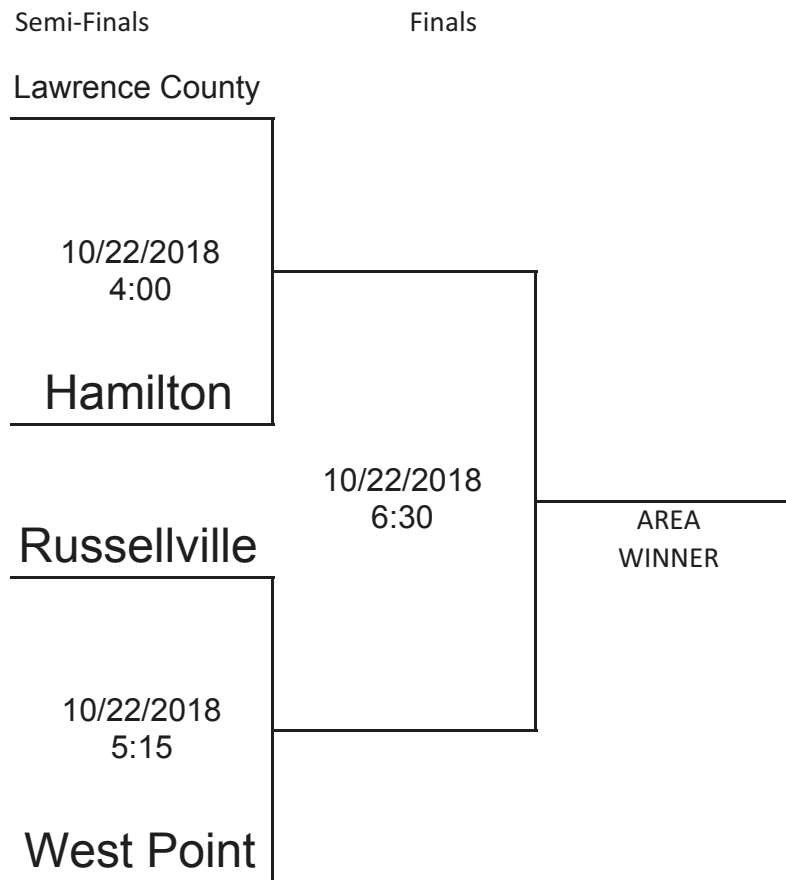 Semi-Finals
Finals
Lawrence County
10/22/2018
4:00
Hamilton
10/22/2018
6:30
Russellville
AREA
WINNER
10/22/2018
5:15
West Point